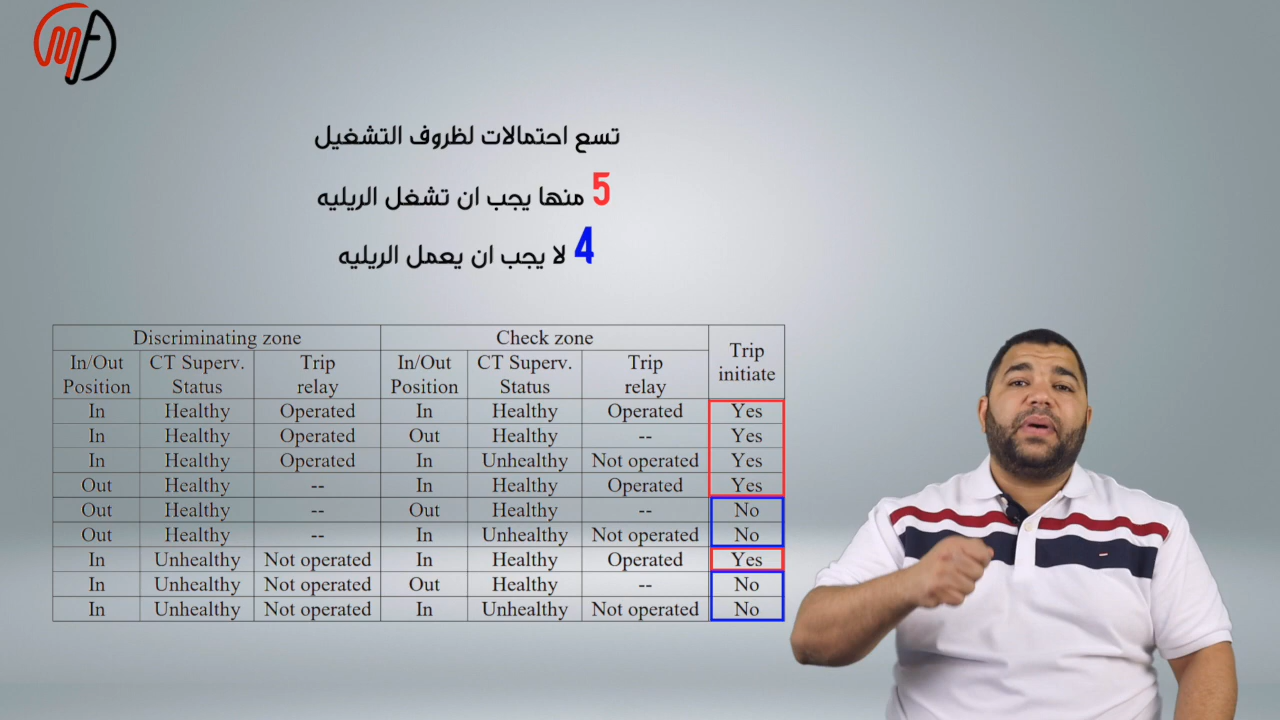 تسع احتمالات لظروف التشغيل
5 منها يجب ان تشغل الريليه
4 لا يجب ان يعمل الريليه
Discriminating zone Check zone Trip initiate
In/Out Position CT Superv. Status Trip relay In/Out Position CT Superv. Status Trip relay
In Healthy Operated In Healthy Operated Yes
In Healthy Operated Out Healthy -- Yes
In Healthy Operated In Unhealthy Not operated Yes
Out Healthy -- In Healthy Operated Yes
Out Healthy -- Out Healthy -- No
Out Healthy -- In Unhealthy Not operated No
In Unhealthy Not operated In Healthy Operated Yes
In Unhealthy Not operated Out Healthy -- No
In Unhealthy Not operated In Unhealthy Not operated No